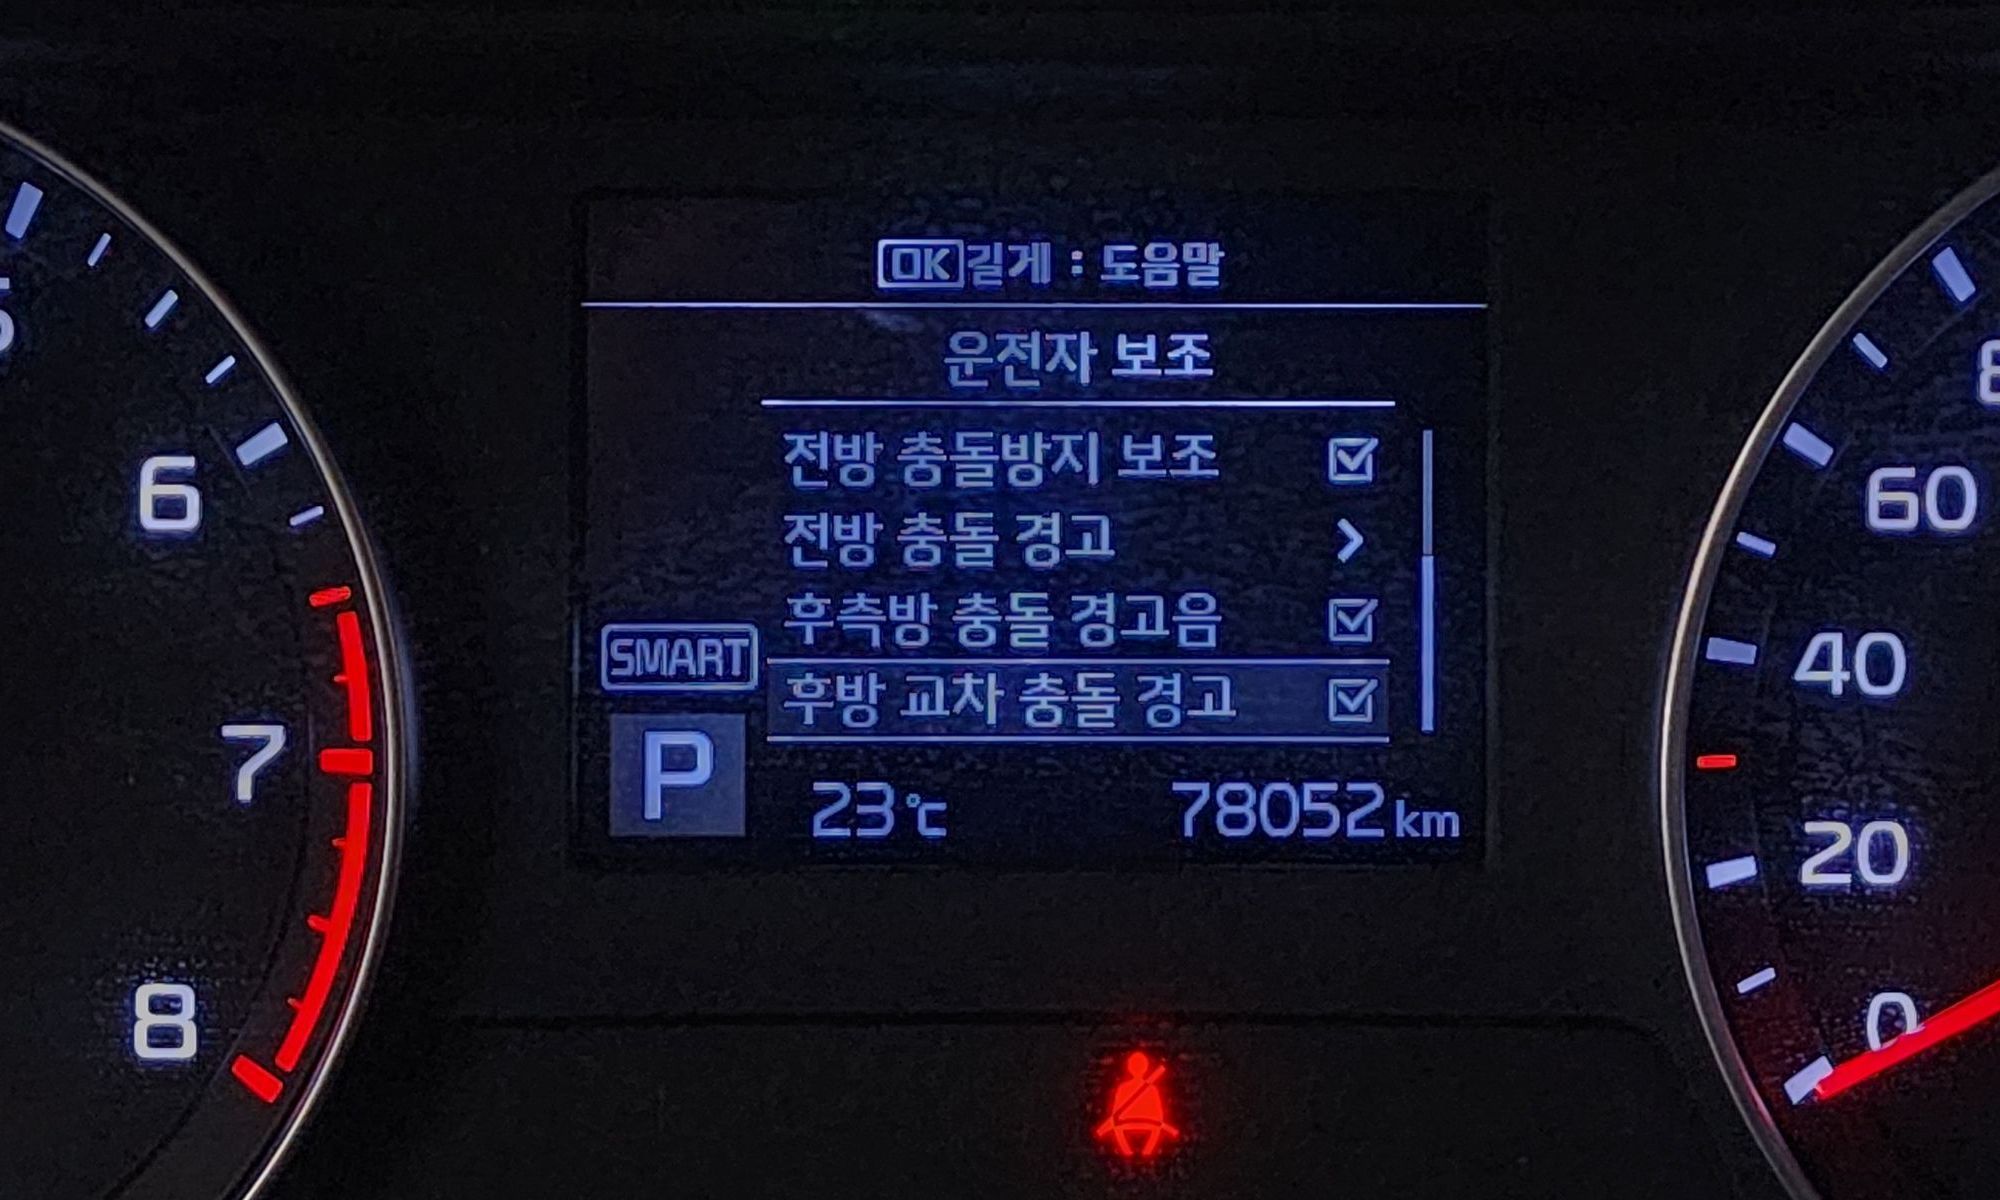 OK 길게 : 도움말
운전자 보조
전방 충돌방지 보조
전방 충돌 경고
후측방 충돌 경고음
SMART
후방 교차 충돌 경고
P
23℃ 78052 km
6
7
8
60
40
20
0